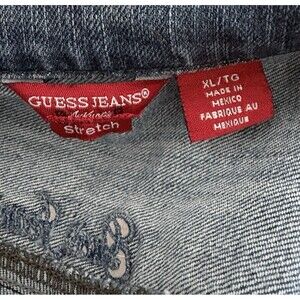 GUESS JEANS®
Stretch
XL/TG
MADE IN
MEXICO
FABRIQUE AU
MEXIQUE